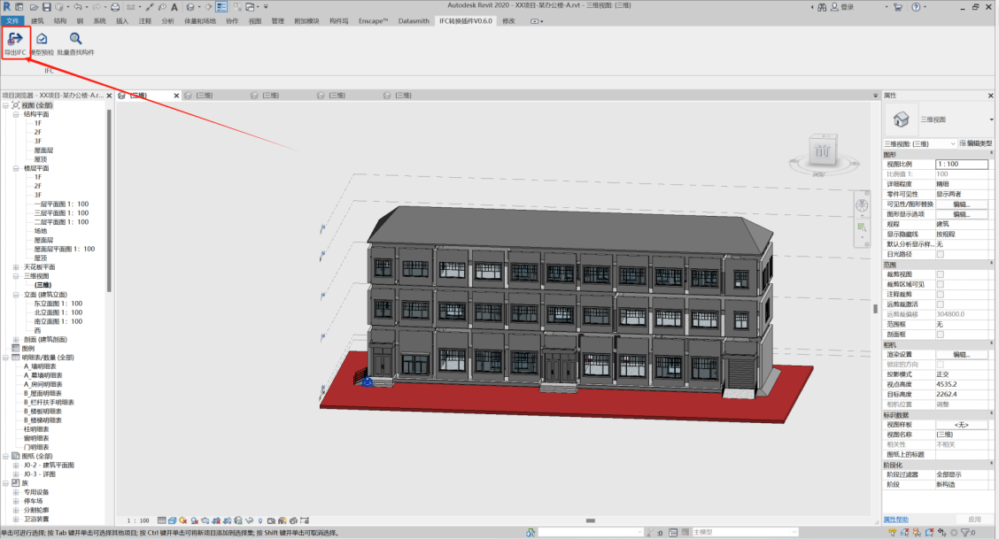 Autodesk Revit 2020 - XX项目-某办公楼-A.rvt - 三维视图: {三维}
登录
文件 建筑 结构 钢 系统 插入 注释 分析 体量和场地 协作 视图 管理 附加模块 构件坞 Enscape™ Datasmith IFC转换插件V0.6.0 修改
导出IFC 模型预检 批量查找构件
IFC
项目浏览器 - XX项目-某办公楼-A.r...
{三维} {三维} {三维} {三维} {三维}
视图 (全部)
结构平面
1F
2F
3F
屋面层
屋顶
楼层平面
1F
2F
3F
一层平面图 1：100
三层平面图 1：100
二层平面图 1：100
场地
屋面层
屋面层平面图 1：100
屋顶
天花板平面
三维视图
{三维}
立面 (建筑立面)
东立面图 1：100
北立面图 1：100
南立面图 1：100
西
剖面 (建筑剖面)
图例
明细表/数量 (全部)
A_墙明细表
A_幕墙明细表
A_房间明细表
B_屋面明细表
B_栏杆扶手明细表
B_楼板明细表
B_楼梯明细表
柱明细表
窗明细表
门明细表
图纸 (全部)
J0-2 - 建筑平面图
J0-3 - 详图
族
专用设备
停车场
分割轮廓
卫浴装置
前
属性
三维视图
三维视图: {三维} 编辑类型
图形
视图比例 1 : 100
比例值 1: 100
详细程度 精细
零件可见性 显示两者
可见性/图形替换 编辑...
图形显示选项 编辑...
规程 建筑
显示隐藏线 按规程
默认分析显示样... 无
日光路径
范围
裁剪视图
裁剪区域可见
注释裁剪
远剪裁激活
远剪裁偏移 304800.0
范围框 无
剖面框
相机
渲染设置 编辑...
锁定的方向
投影模式 正交
视点高度 4535.2
目标高度 2262.4
相机位置 调整
标识数据
视图样板 <无>
视图名称 {三维}
相关性 不相关
图纸上的标题
阶段化
阶段过滤器 全部显示
阶段 新构造
属性帮助 应用
1 : 100
单击可进行选择; 按 Tab 键并单击可选择其他项目; 按 Ctrl 键并单击可将新项目添加到选择集; 按 Shift 键并单击可取消选择。
:0 主模型 :0